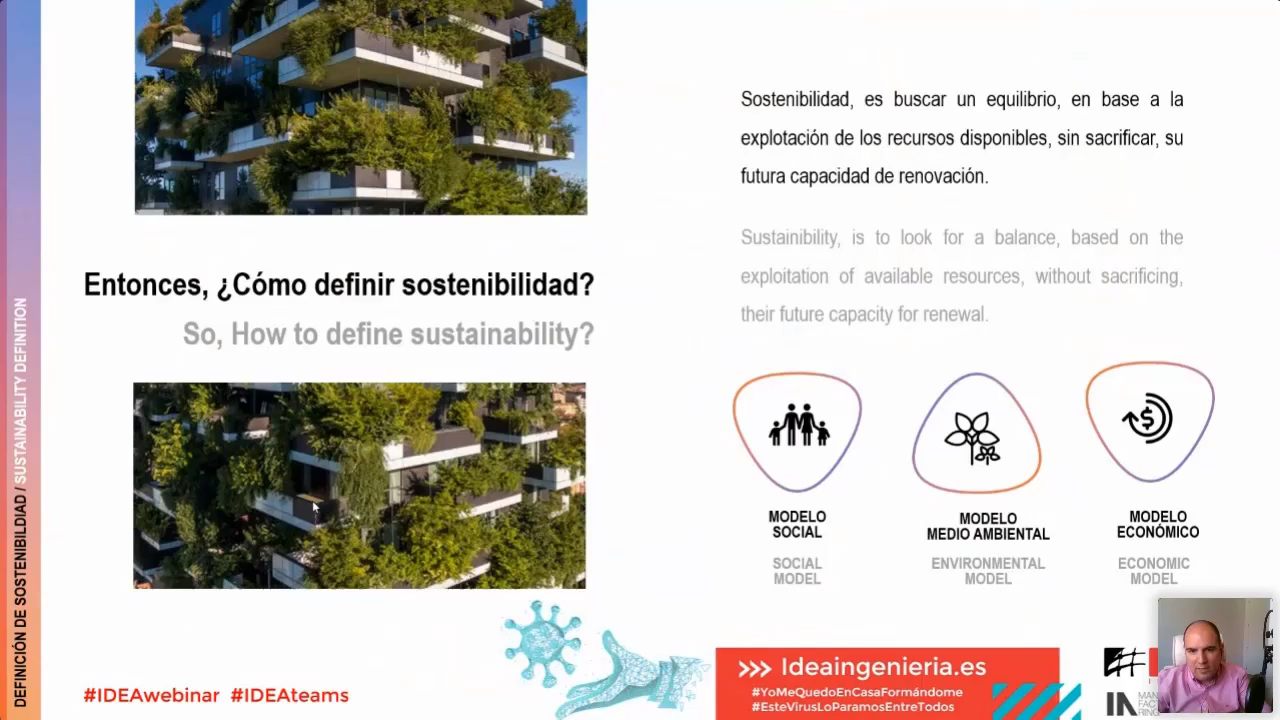 DEFINICIÓN DE SOSTENIBILDIAD / SUSTAINABILITY DEFINITION
Entonces, ¿Cómo definir sostenibilidad?
So, How to define sustainability?
Sostenibilidad, es buscar un equilibrio, en base a la
explotación de los recursos disponibles, sin sacrificar, su
futura capacidad de renovación.
Sustainibility, is to look for a balance, based on the
exploitation of available resources, without sacrificing,
their future capacity for renewal.
MODELO
SOCIAL
SOCIAL
MODEL
MODELO
MEDIO AMBIENTAL
ENVIRONMENTAL
MODEL
MODELO
ECONÓMICO
ECONOMIC
MODEL
#IDEAwebinar #IDEAteams
>>> Ideaingenieria.es
#YoMeQuedoEnCasaFormándome
#EsteVirusLoParamosEntreTodos